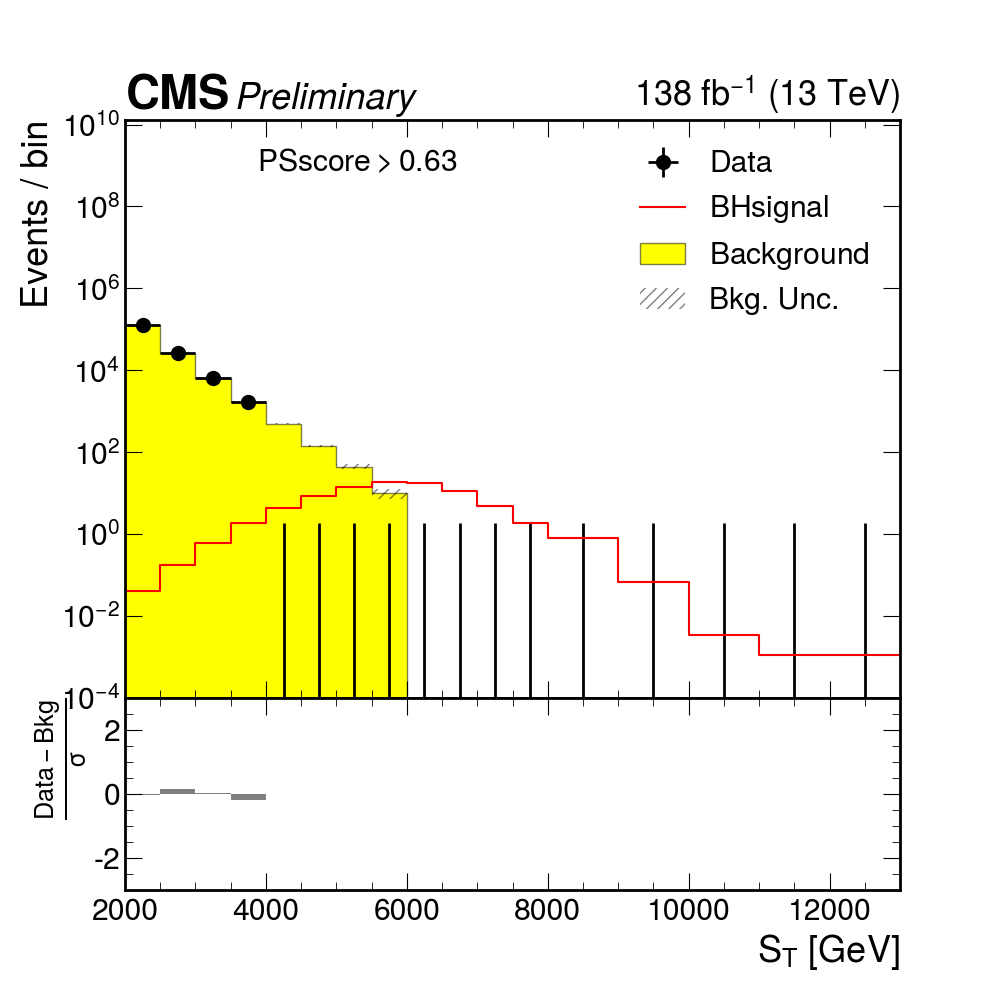 CMS Preliminary 138 fb⁻¹ (13 TeV)
Events / bin
10¹⁰
10⁸
10⁶
10⁴
10²
10⁰
10⁻²
10⁻⁴
PSscore > 0.63
Data
BHsignal
Background
Bkg. Unc.
Data − Bkg
σ
2
0
-2
2000 4000 6000 8000 10000 12000
S_T [GeV]